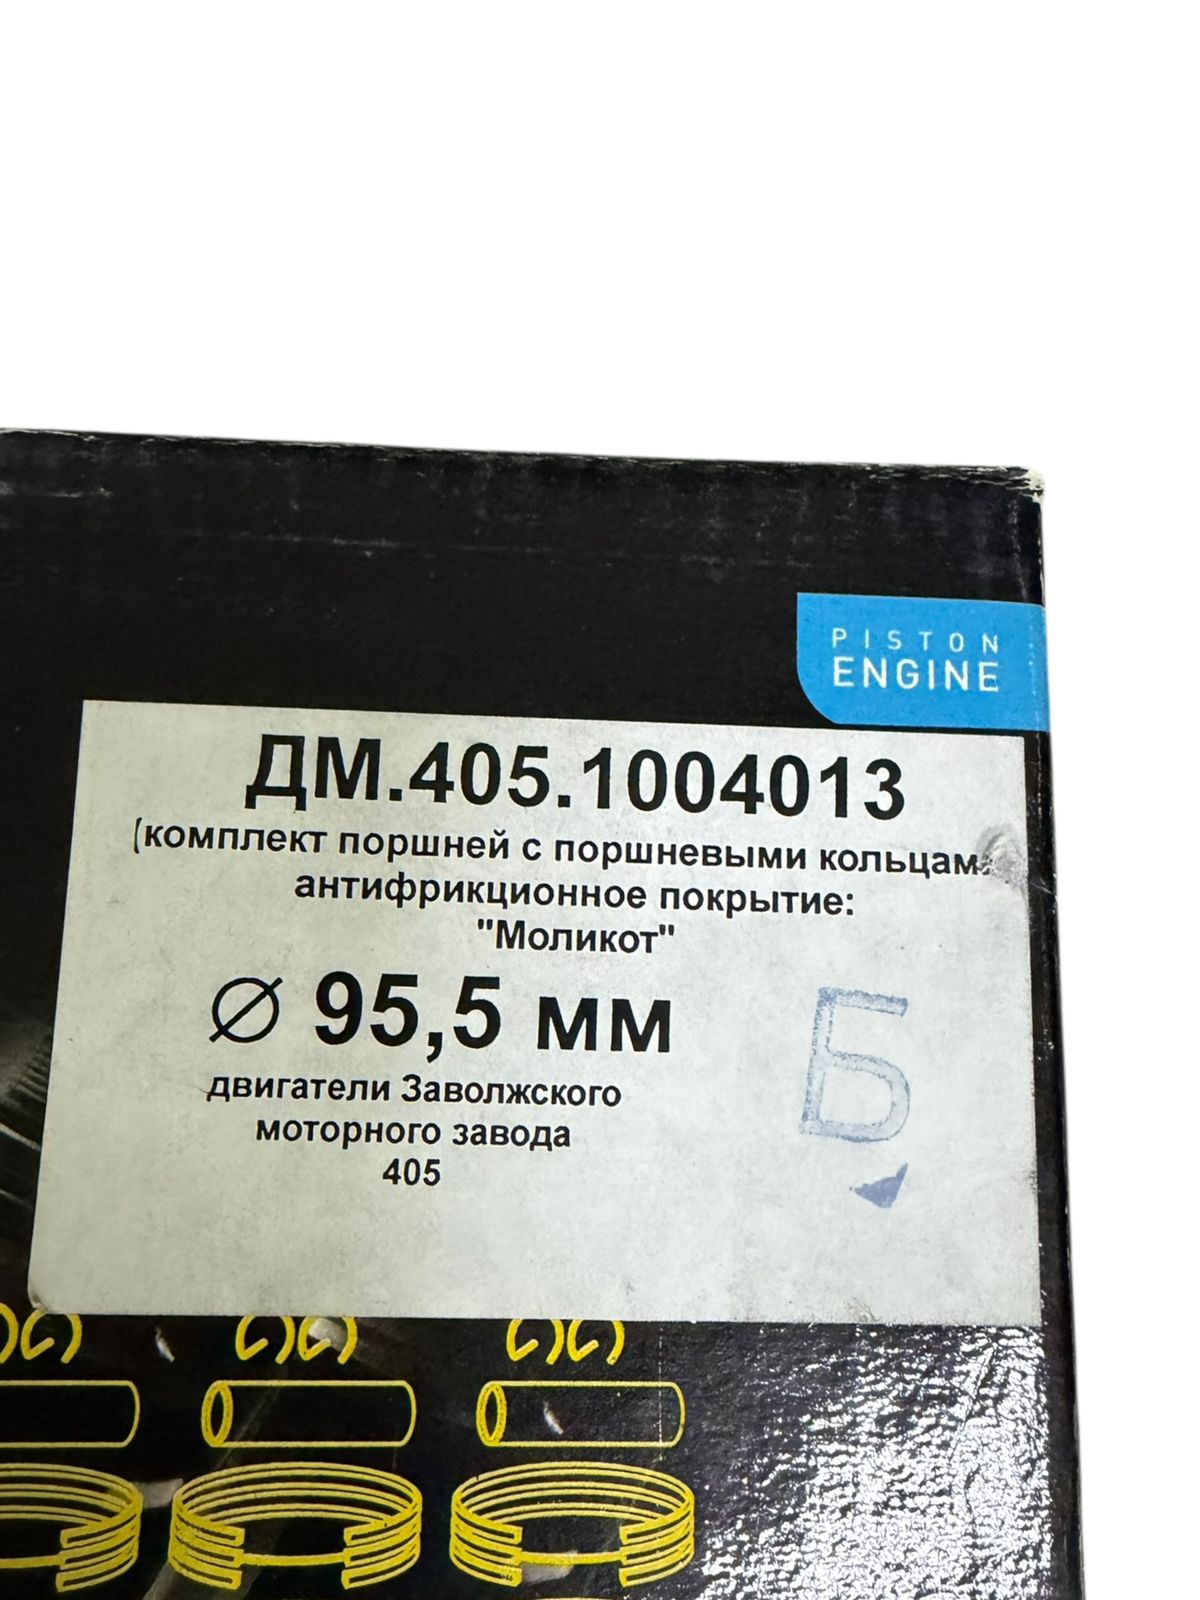 PISTON
ENGINE
ДМ.405.1004013
(комплект поршней с поршневыми кольцам
антифрикционное покрытие:
"Моликот"
⌀ 95,5 мм
двигатели Заволжского
моторного завода
405
Б